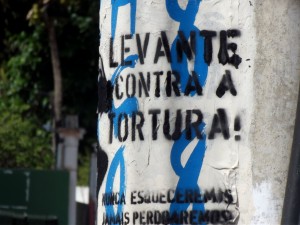 LEVANTE
CONTRA A
TORTURA!
NUNCA ESQUECEREMOS
JAMAIS PERDOAREMOS